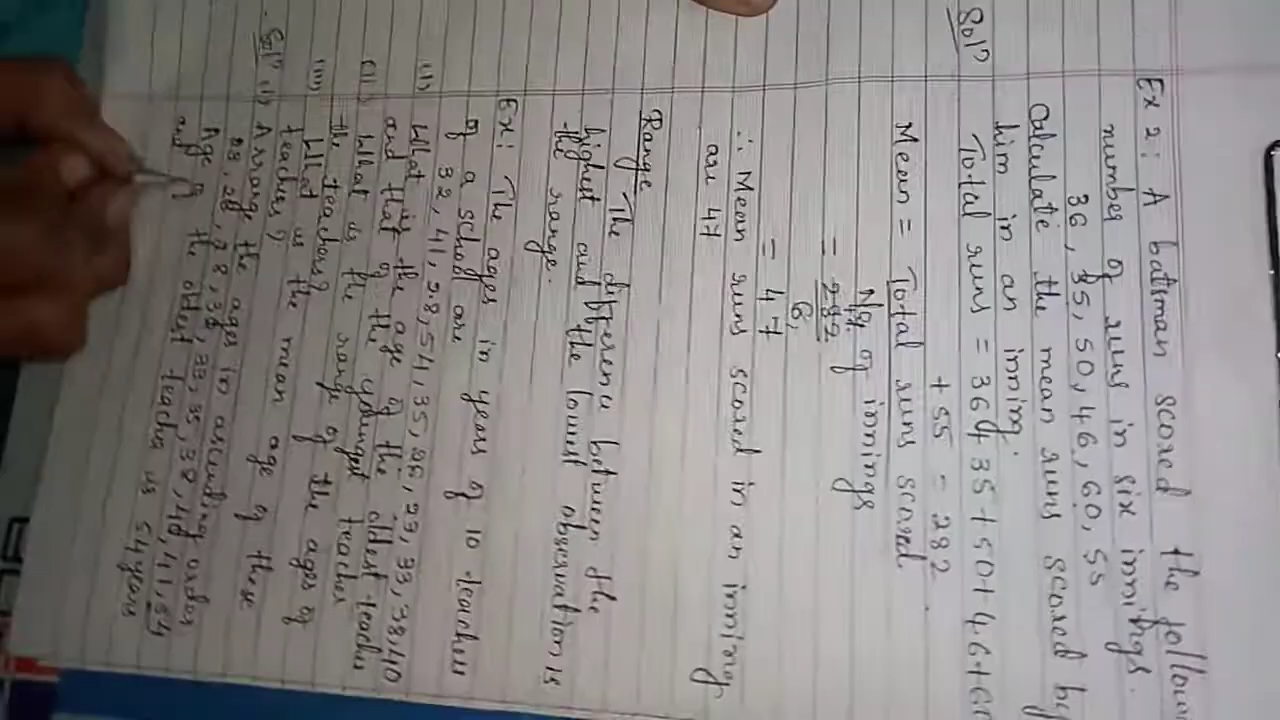 Ex 2: A batman scored the follow
number of runs in six innings.
36, 35, 50, 46, 60, 55
Calculate the mean runs scored by
him in an inning.
Sol? Total runs = 36+35+50+46+60
+ 55 = 282
Mean = Total runs scored
No of innings
= 282
6
= 47
∴ Mean runs scored in an inning
are 47
Range The difference between the
highest and the lowest observation is
the range.
Ex: The ages in years of 10 teachers
of a school are
32, 41, 28, 54, 35, 26, 23, 33, 38, 40
(i) What is the age of the oldest teacher
and that of the youngest teacher
(ii) What is the range of the ages of
the teachers?
(iii) What is the mean age of these
teachers?
Sol? (i) Arrange the ages in ascending order
32, 33, 35, 38, 40, 41, 54
Age of the oldest teacher is 54 years
and